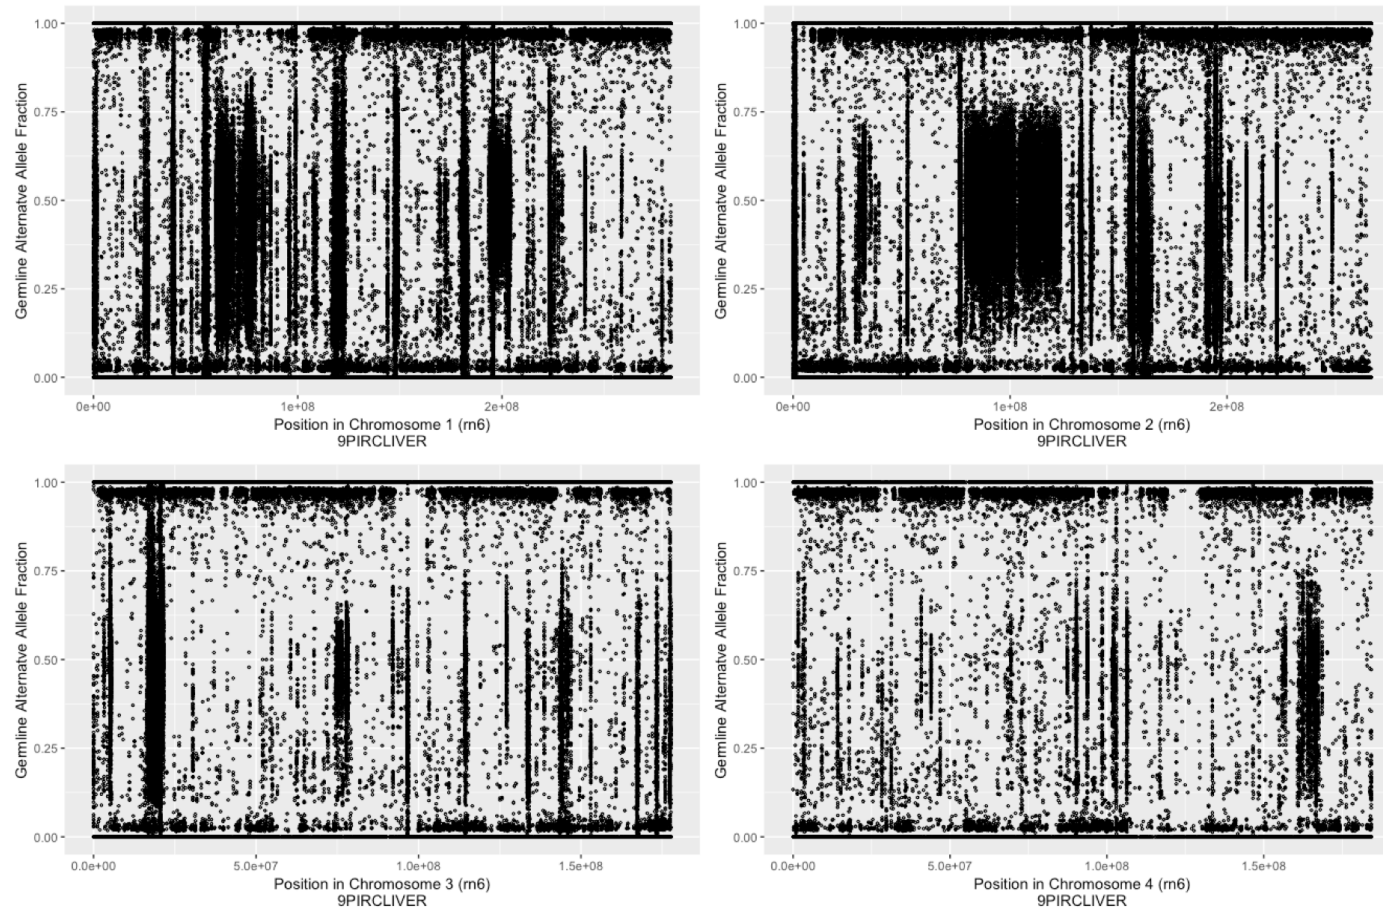 1.00
0.75
0.50
0.25
0.00
Germline Alternatve Allele Fraction
0e+00 1e+08 2e+08
Position in Chromosome 1 (rn6)
9PIRCLIVER
1.00
0.75
0.50
0.25
0.00
Germline Alternatve Allele Fraction
0e+00 1e+08 2e+08
Position in Chromosome 2 (rn6)
9PIRCLIVER
1.00
0.75
0.50
0.25
0.00
Germline Alternatve Allele Fraction
0.0e+00 5.0e+07 1.0e+08 1.5e+08
Position in Chromosome 3 (rn6)
9PIRCLIVER
1.00
0.75
0.50
0.25
0.00
Germline Alternatve Allele Fraction
0.0e+00 5.0e+07 1.0e+08 1.5e+08
Position in Chromosome 4 (rn6)
9PIRCLIVER